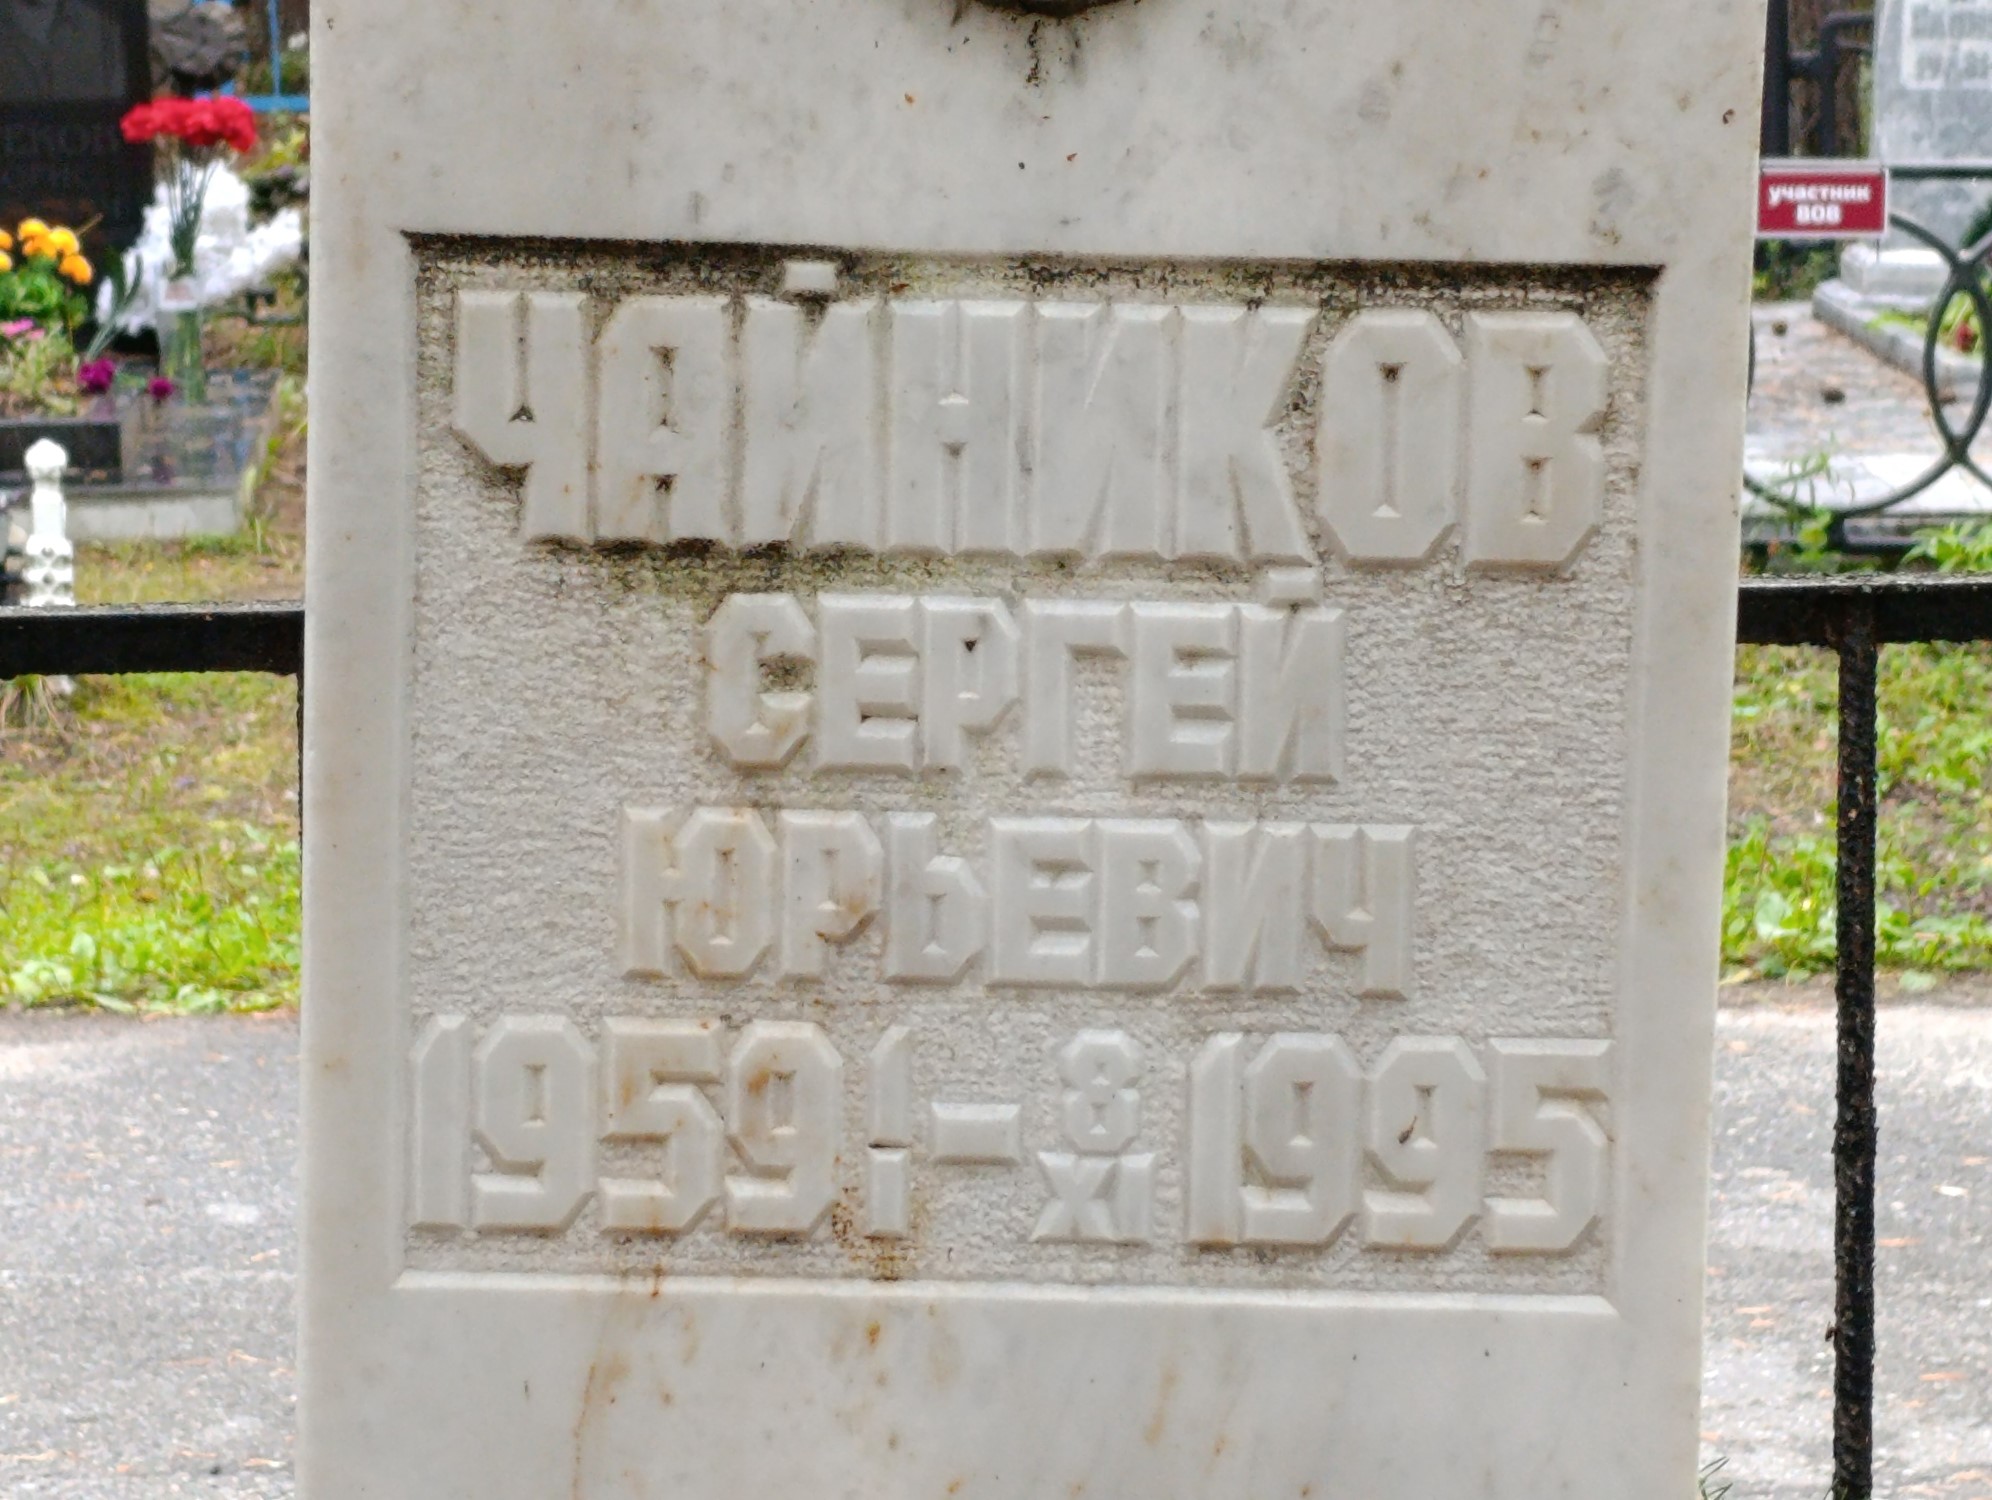 ЧАЙНИКОВ
СЕРГЕЙ
ЮРЬЕВИЧ
1959 г. - 8/XI 1995
участник
ВОВ